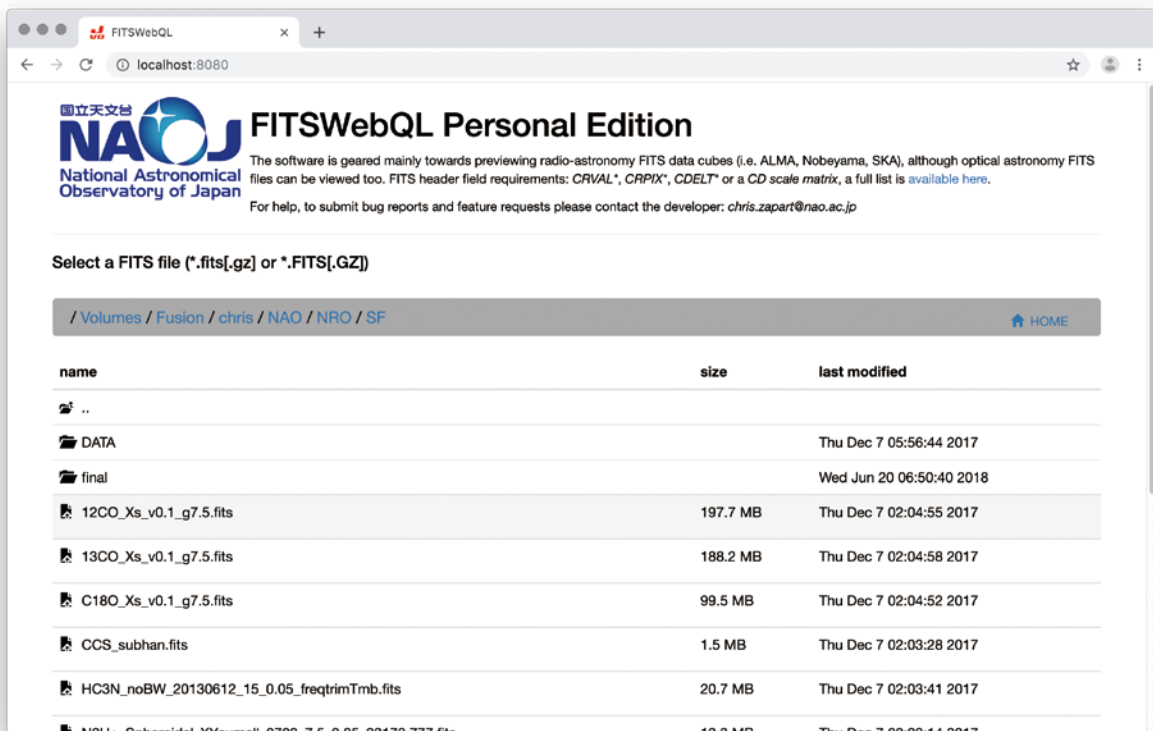 FITSWebQL
localhost:8080
国立天文台
NAOJ
National Astronomical
Observatory of Japan
FITSWebQL Personal Edition
The software is geared mainly towards previewing radio-astronomy FITS data cubes (i.e. ALMA, Nobeyama, SKA), although optical astronomy FITS
files can be viewed too. FITS header field requirements: CRVAL*, CRPIX*, CDELT* or a CD scale matrix, a full list is available here.
For help, to submit bug reports and feature requests please contact the developer: chris.zapart@nao.ac.jp
Select a FITS file (*.fits[.gz] or *.FITS[.GZ])
/ Volumes / Fusion / chris / NAO / NRO / SF HOME
name size last modified
..
DATA Thu Dec 7 05:56:44 2017
final Wed Jun 20 06:50:40 2018
12CO_Xs_v0.1_g7.5.fits 197.7 MB Thu Dec 7 02:04:55 2017
13CO_Xs_v0.1_g7.5.fits 188.2 MB Thu Dec 7 02:04:58 2017
C18O_Xs_v0.1_g7.5.fits 99.5 MB Thu Dec 7 02:04:52 2017
CCS_subhan.fits 1.5 MB Thu Dec 7 02:03:28 2017
HC3N_noBW_20130612_15_0.05_freqtrimTmb.fits 20.7 MB Thu Dec 7 02:03:41 2017